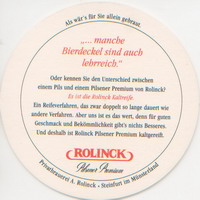 Als wär's für Sie allein gebraut.
„... manche
Bierdeckel sind auch
lehrreich."
Oder kennen Sie den Unterschied zwischen
einem Pils und einem Pilsener Premium von Rolinck?
Es ist die Rolinck Kaltreife.
Ein Reifeverfahren, das zwar doppelt so lange dauert wie
andere Verfahren. Aber uns ist es das wert, denn für guten
Geschmack und Bekömmlichkeit gibt's nichts Besseres.
Und deshalb ist Rolinck Pilsener Premium kaltgereift.
ROLINCK
Pilsener Premium
Privatbrauerei A. Rolinck - Steinfurt im Münsterland